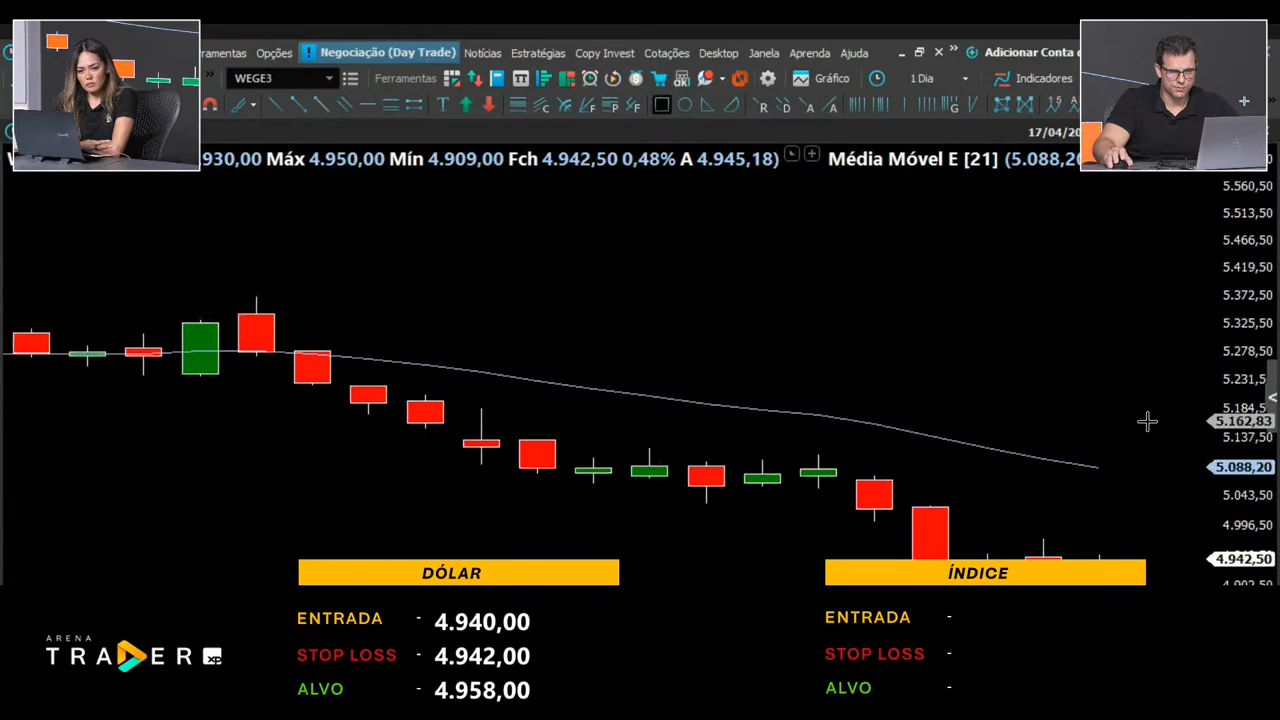 rramentas Opções ! Negociação (Day Trade) Notícias Estratégias Copy Invest Cotações Desktop Janela Aprenda Ajuda Adicionar Conta d
WEGE3 Ferramentas Gráfico 1 Dia Indicadores
17/04/20
930,00 Máx 4.950,00 Mín 4.909,00 Fch 4.942,50 0,48% A 4.945,18) Média Móvel E [21] (5.088,20
5.560,50
5.513,50
5.466,50
5.419,50
5.372,50
5.325,50
5.278,50
5.231,5
5.184,5
5.162,83
5.137,50
5.088,20
5.043,50
4.996,50
4.942,50
4.902,50
DÓLAR
ENTRADA - 4.940,00
STOP LOSS - 4.942,00
ALVO - 4.958,00
ÍNDICE
ENTRADA -
STOP LOSS -
ALVO -
ARENA
TRADER xp